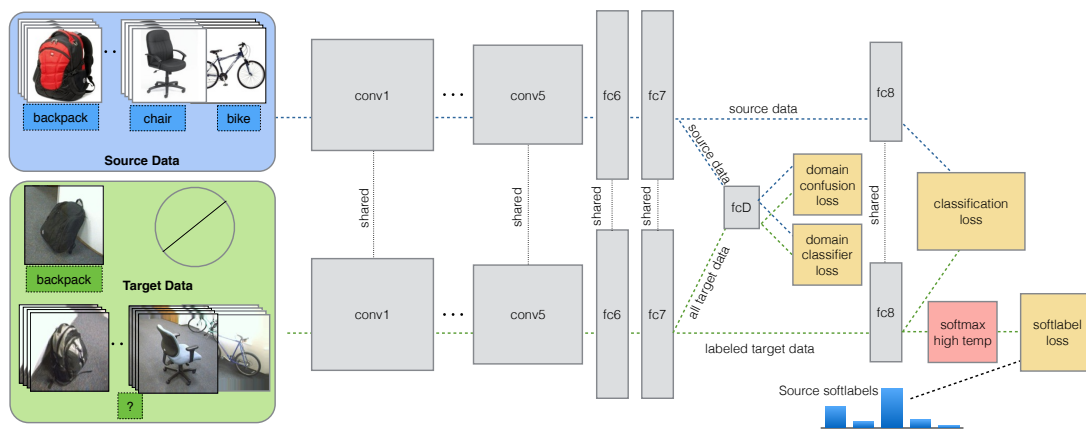 backpack
chair
bike
Source Data
backpack
Target Data
?
conv1
conv5
fc6
fc7
source data
fc8
source data
shared
shared
shared
shared
fcD
domain
confusion
loss
shared
classification
loss
domain
classifier
loss
all target data
conv1
conv5
fc6
fc7
labeled target data
fc8
softmax
high temp
softlabel
loss
Source softlabels